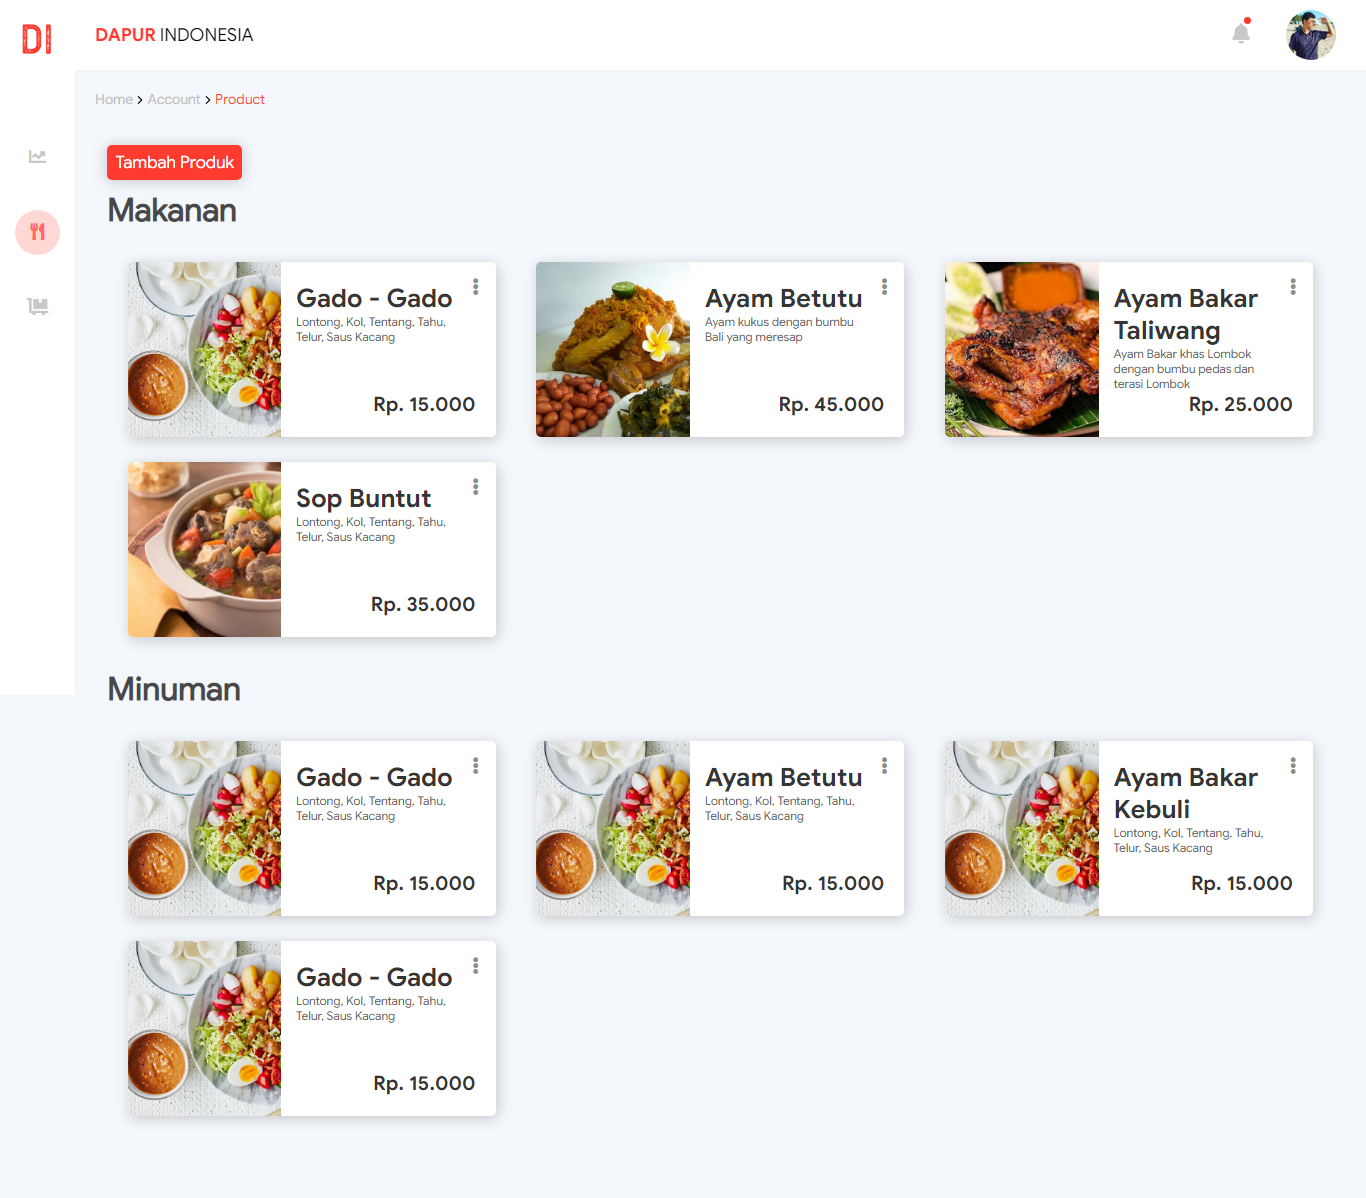 DI
DAPUR INDONESIA
Home > Account > Product
Tambah Produk
Makanan
Gado - Gado
Lontong, Kol, Tentang, Tahu,
Telur, Saus Kacang
Rp. 15.000
Ayam Betutu
Ayam kukus dengan bumbu
Bali yang meresap
Rp. 45.000
Ayam Bakar
Taliwang
Ayam Bakar khas Lombok
dengan bumbu pedas dan
terasi Lombok
Rp. 25.000
Sop Buntut
Lontong, Kol, Tentang, Tahu,
Telur, Saus Kacang
Rp. 35.000
Minuman
Gado - Gado
Lontong, Kol, Tentang, Tahu,
Telur, Saus Kacang
Rp. 15.000
Ayam Betutu
Lontong, Kol, Tentang, Tahu,
Telur, Saus Kacang
Rp. 15.000
Ayam Bakar
Kebuli
Lontong, Kol, Tentang, Tahu,
Telur, Saus Kacang
Rp. 15.000
Gado - Gado
Lontong, Kol, Tentang, Tahu,
Telur, Saus Kacang
Rp. 15.000